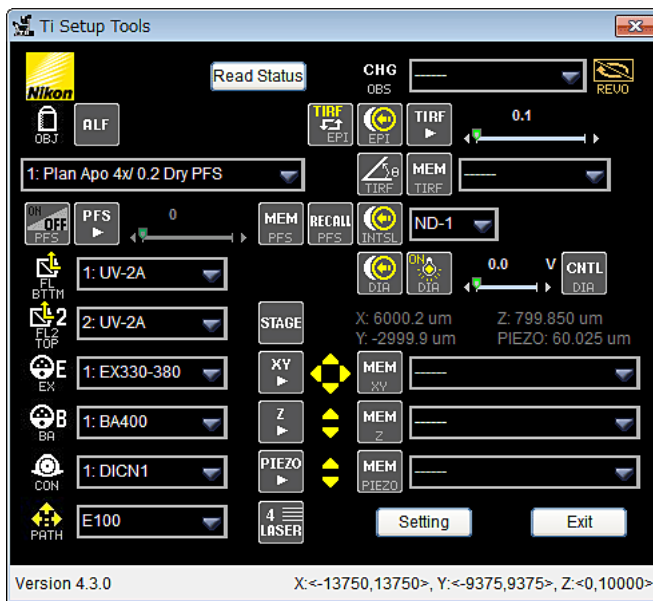 Ti Setup Tools
Nikon
Read Status
CHG
OBS
-----
REVO
OBJ
ALF
TIRF
EPI
EPI
TIRF
0.1
1: Plan Apo 4x/ 0.2 Dry PFS
θ
TIRF
MEM
TIRF
-----
ON
OFF
PFS
PFS
0
MEM
PFS
RECALL
PFS
INTSL
ND-1
FL
BTTM
1: UV-2A
DIA
ON
DIA
0.0 V
CNTL
DIA
2
FL2
TOP
2: UV-2A
STAGE
X: 6000.2 um Z: 799.850 um
Y: -2999.9 um PIEZO: 60.025 um
E
EX
1: EX330-380
XY
MEM
XY
-----
B
BA
1: BA400
Z
MEM
Z
-----
CON
1: DICN1
PIEZO
MEM
PIEZO
-----
PATH
E100
4
LASER
Setting
Exit
Version 4.3.0 X:<-13750,13750>, Y:<-9375,9375>, Z:<0,10000>